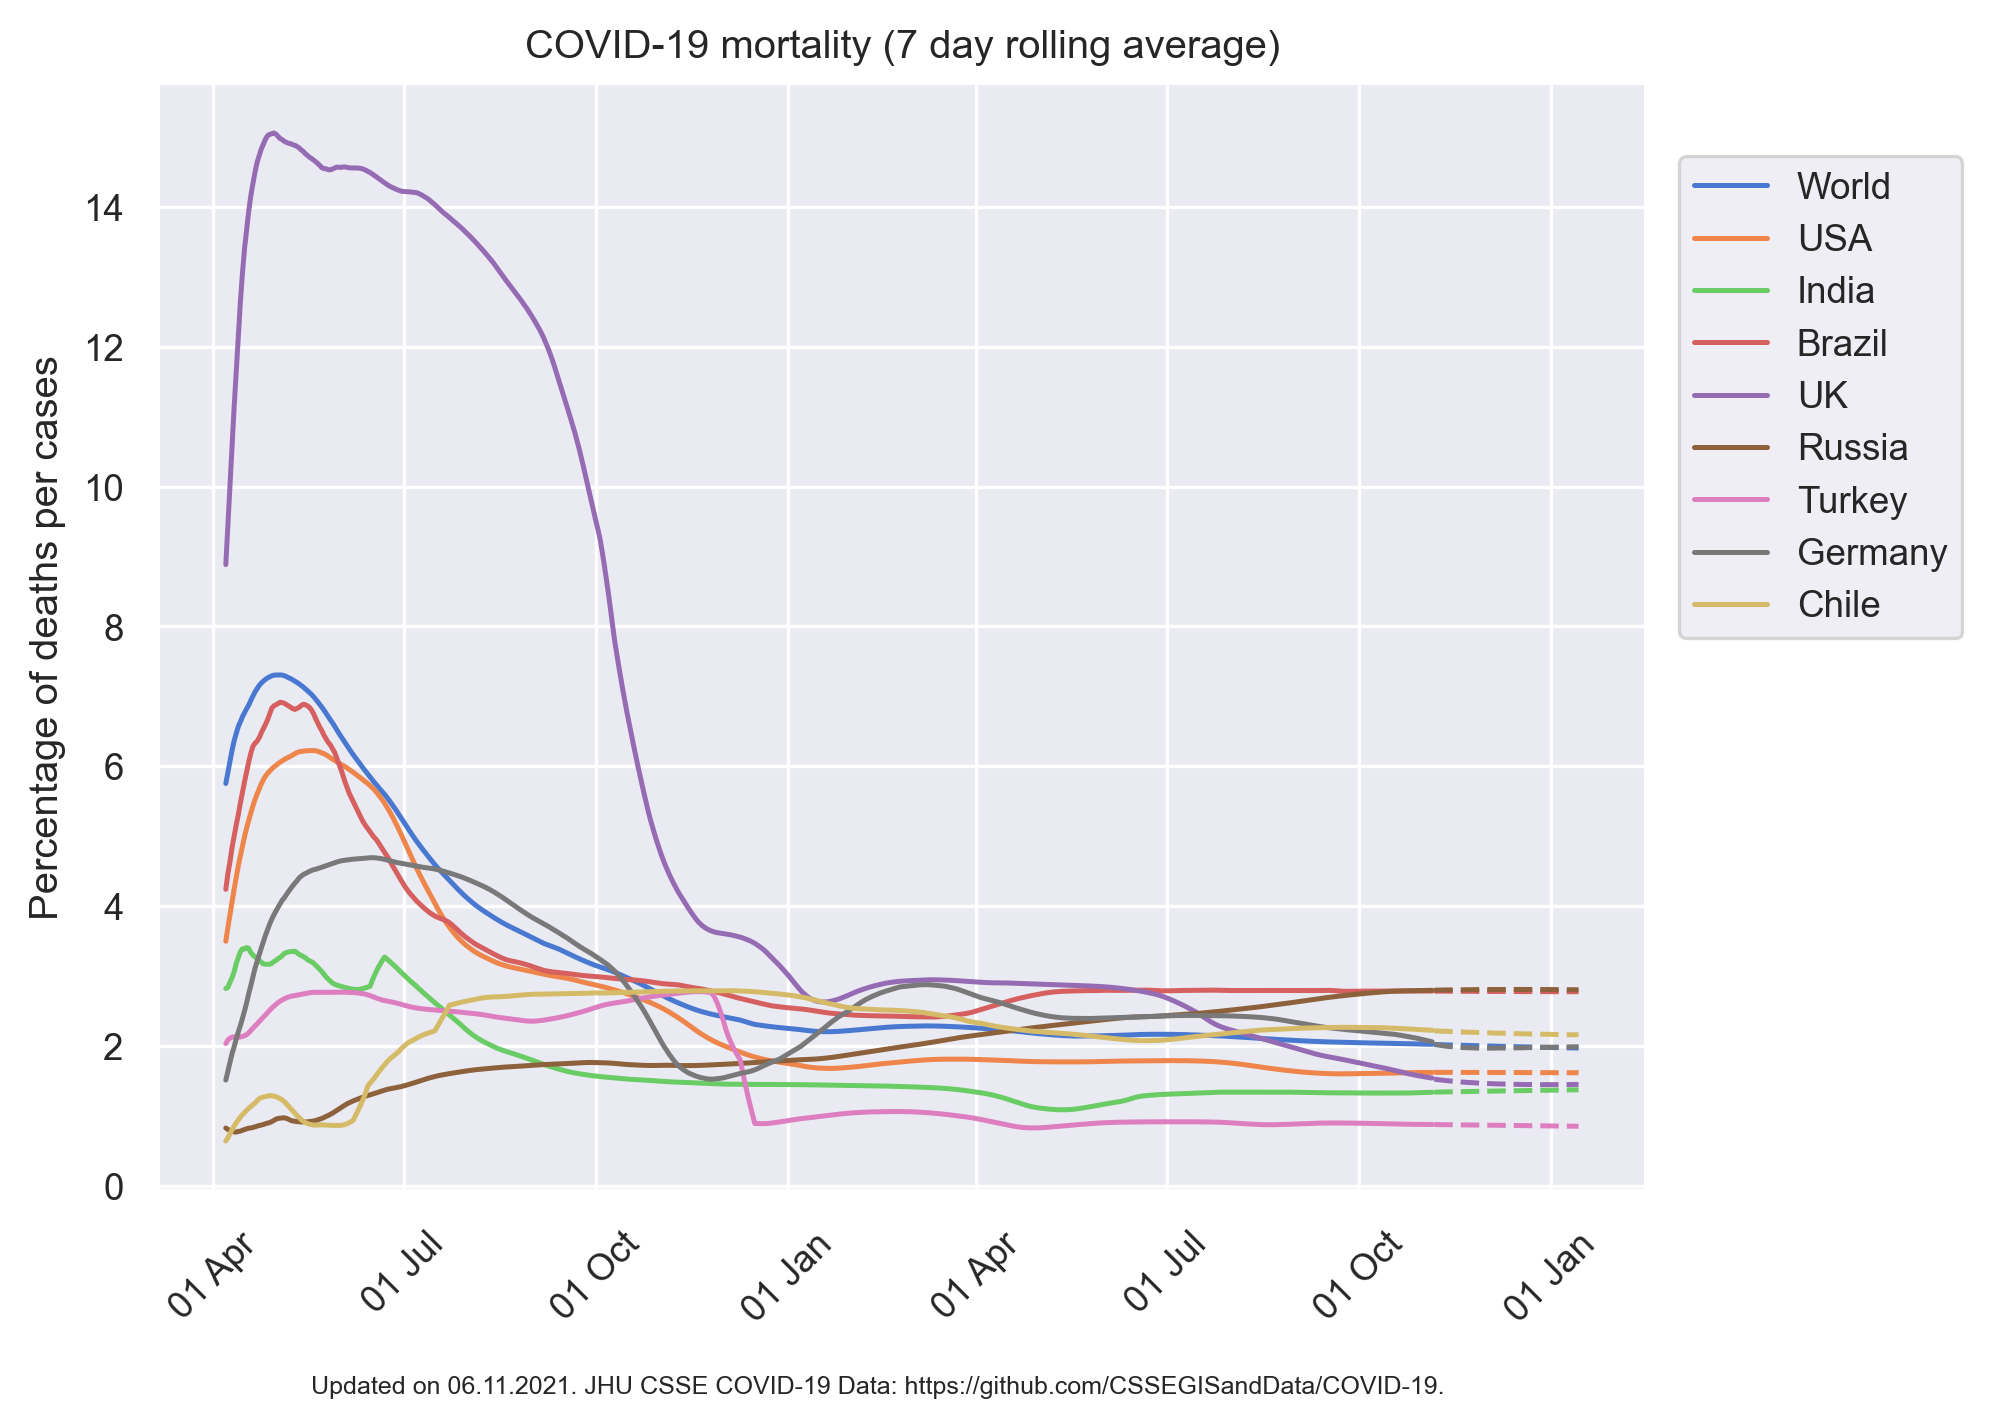 COVID-19 mortality (7 day rolling average)
Percentage of deaths per cases
14
12
10
8
6
4
2
0
01 Apr
01 Jul
01 Oct
01 Jan
01 Apr
01 Jul
01 Oct
01 Jan
World
USA
India
Brazil
UK
Russia
Turkey
Germany
Chile
Updated on 06.11.2021. JHU CSSE COVID-19 Data: https://github.com/CSSEGISandData/COVID-19.